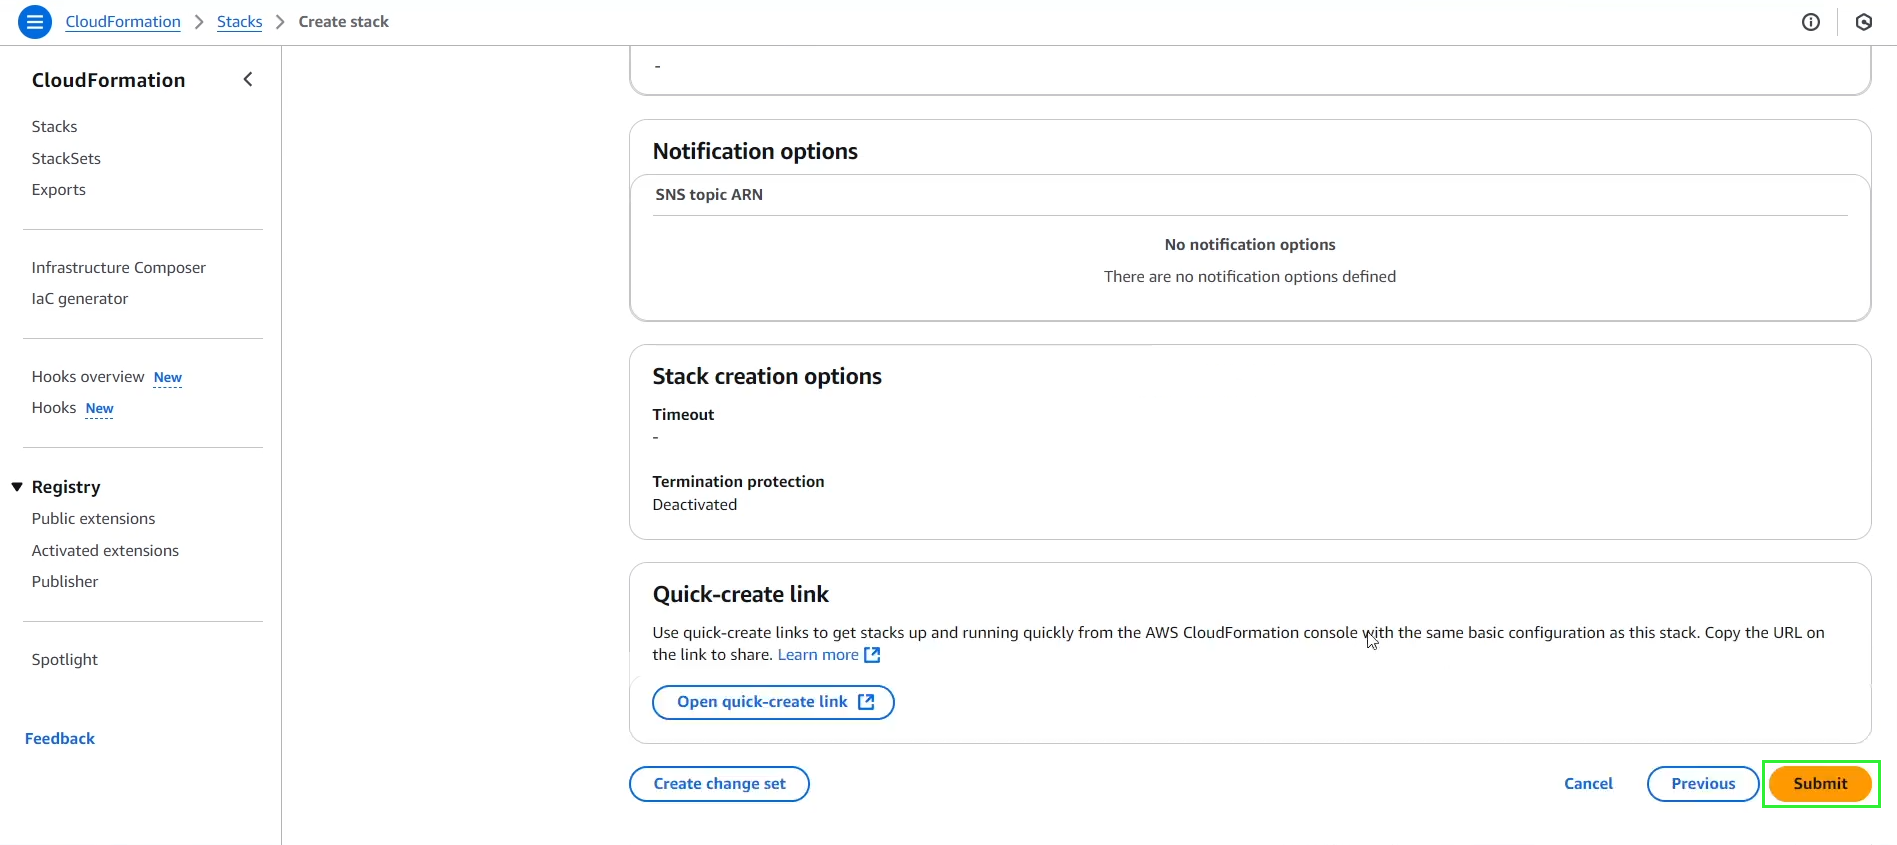 CloudFormation > Stacks > Create stack
CloudFormation
Stacks
StackSets
Exports
Infrastructure Composer
IaC generator
Hooks overview New
Hooks New
Registry
Public extensions
Activated extensions
Publisher
Spotlight
Feedback
-
Notification options
SNS topic ARN
No notification options
There are no notification options defined
Stack creation options
Timeout
-
Termination protection
Deactivated
Quick-create link
Use quick-create links to get stacks up and running quickly from the AWS CloudFormation console with the same basic configuration as this stack. Copy the URL on
the link to share. Learn more
Open quick-create link
Create change set
Cancel
Previous
Submit